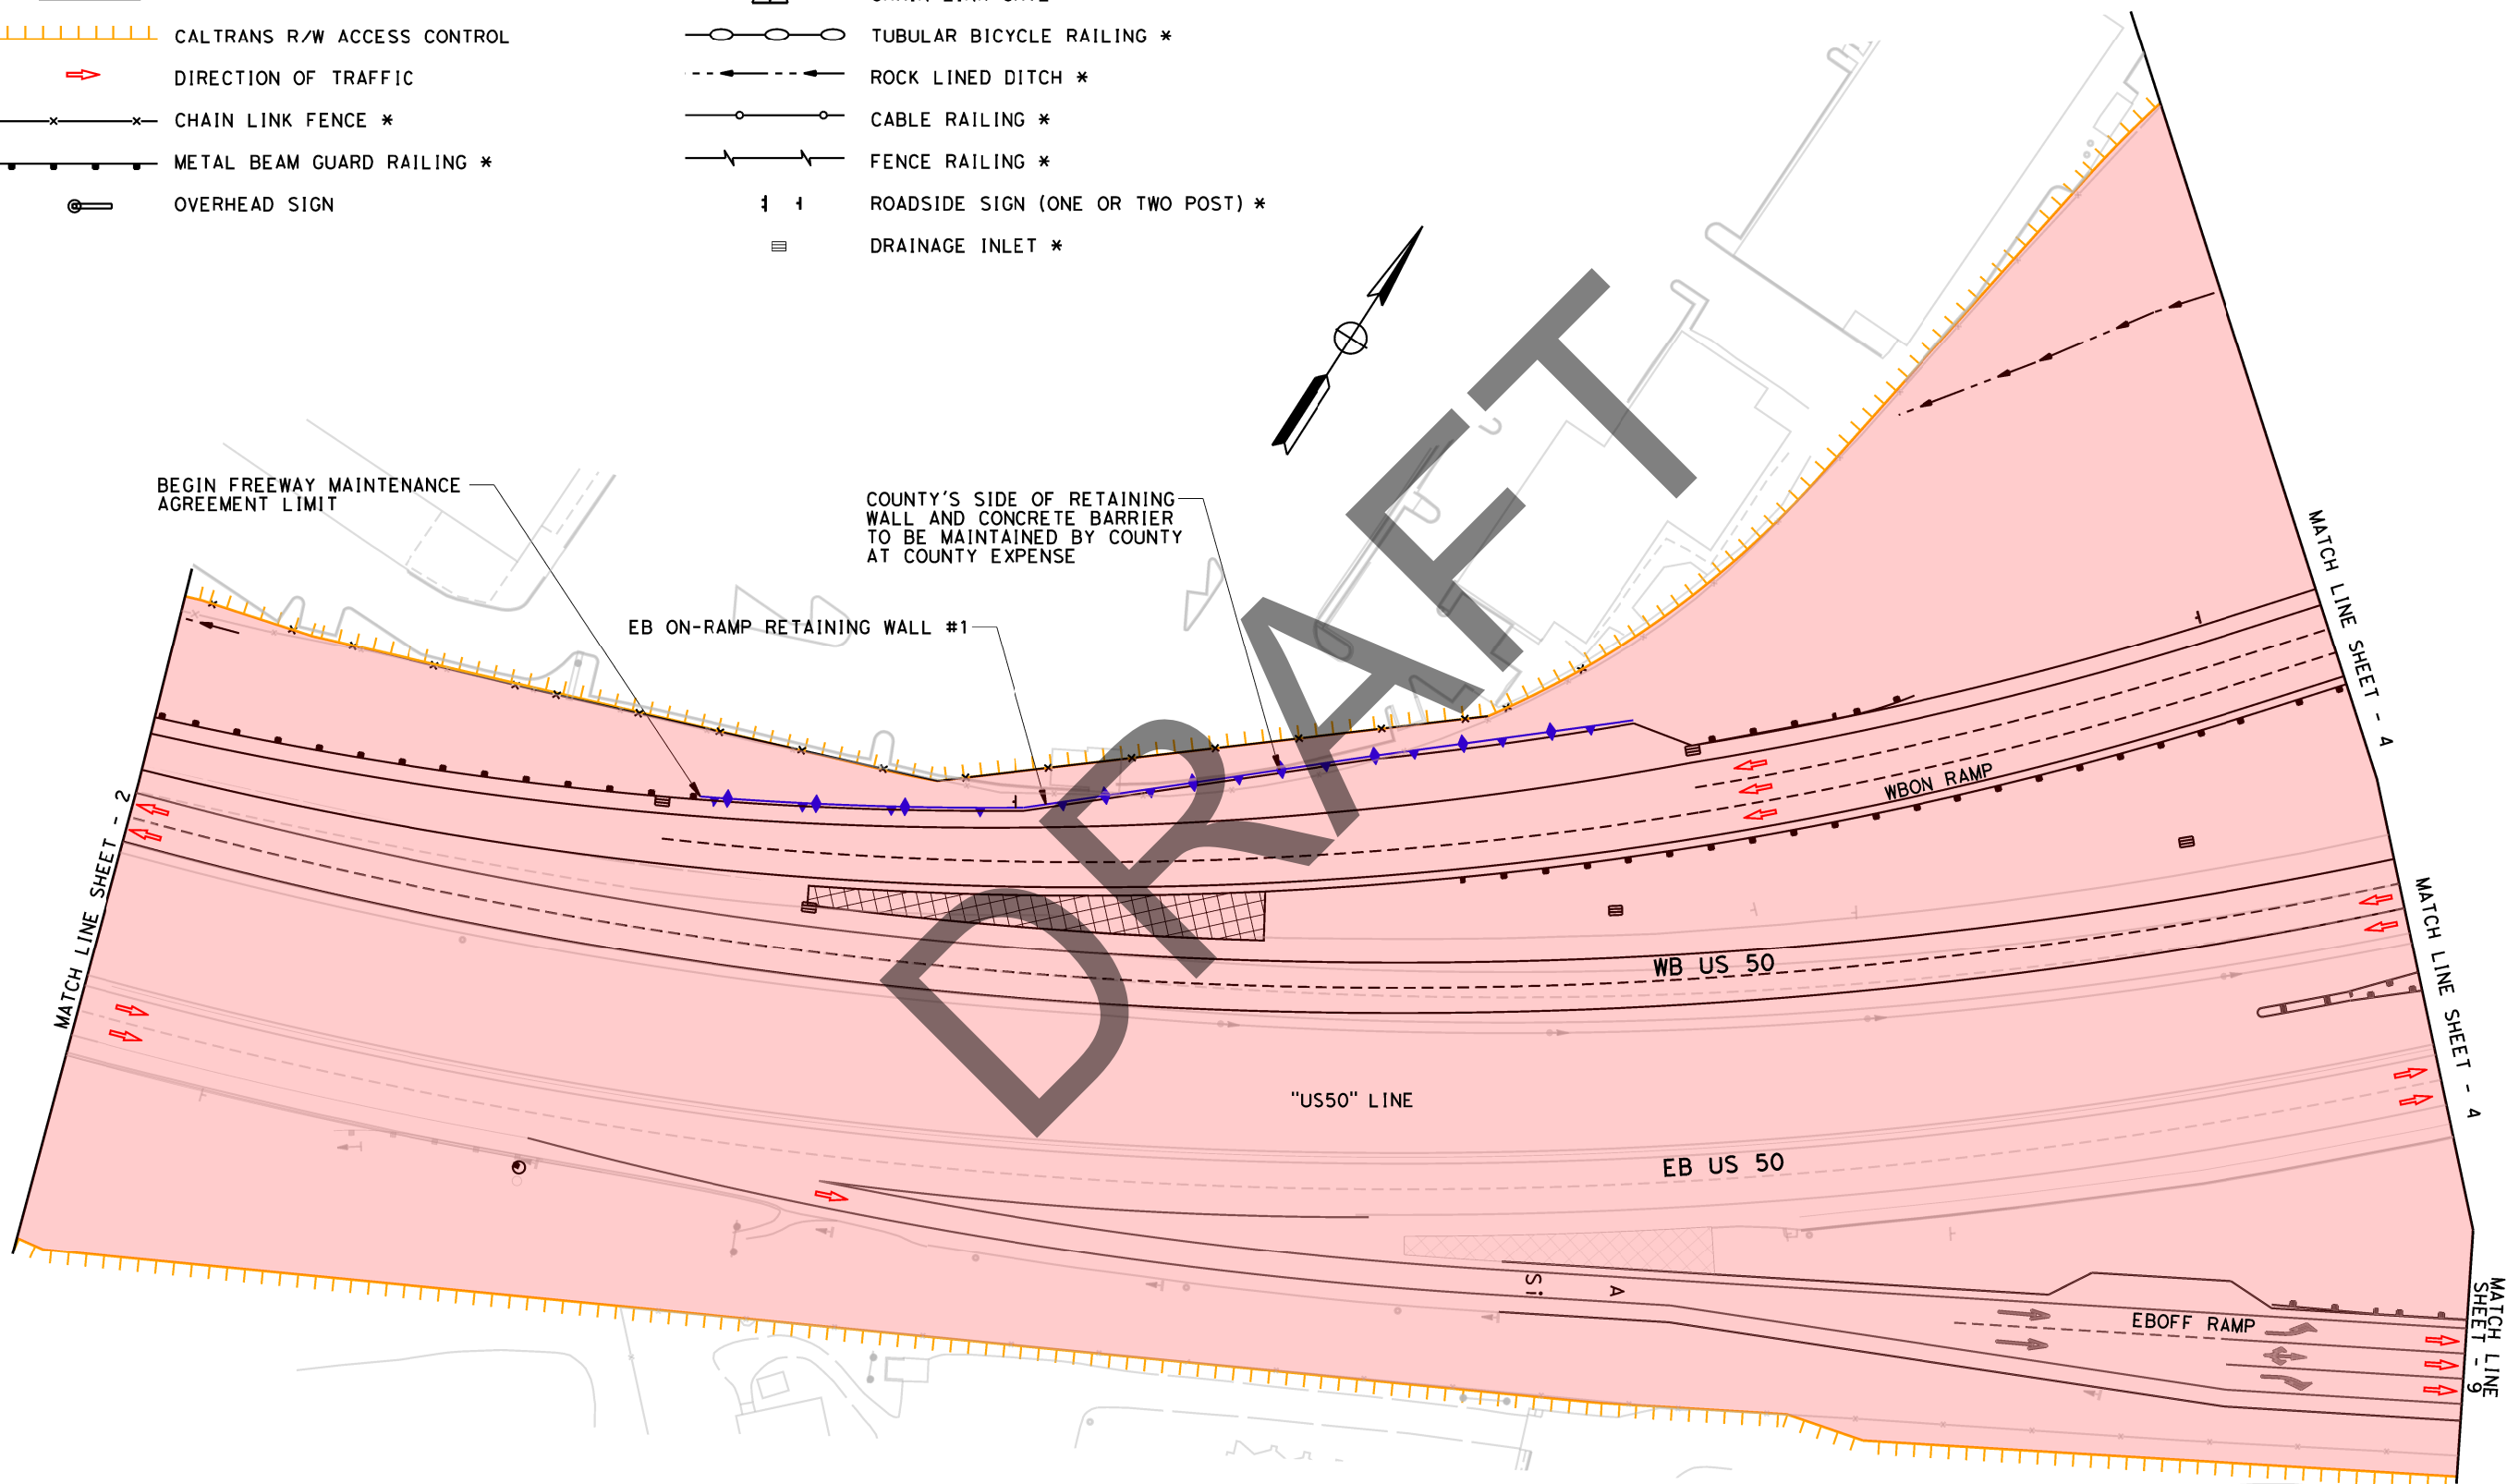 CALTRANS R/W ACCESS CONTROL
DIRECTION OF TRAFFIC
CHAIN LINK FENCE *
METAL BEAM GUARD RAILING *
OVERHEAD SIGN
TUBULAR BICYCLE RAILING *
ROCK LINED DITCH *
CABLE RAILING *
FENCE RAILING *
ROADSIDE SIGN (ONE OR TWO POST) *
DRAINAGE INLET *
BEGIN FREEWAY MAINTENANCE
AGREEMENT LIMIT
COUNTY'S SIDE OF RETAINING
WALL AND CONCRETE BARRIER
TO BE MAINTAINED BY COUNTY
AT COUNTY EXPENSE
EB ON-RAMP RETAINING WALL #1
DRAFT
MATCH LINE SHEET - 2
MATCH LINE SHEET - 4
WBON RAMP
MATCH LINE SHEET - 4
WB US 50
"US50" LINE
EB US 50
EBOFF RAMP
MATCH LINE
SHEET - 9